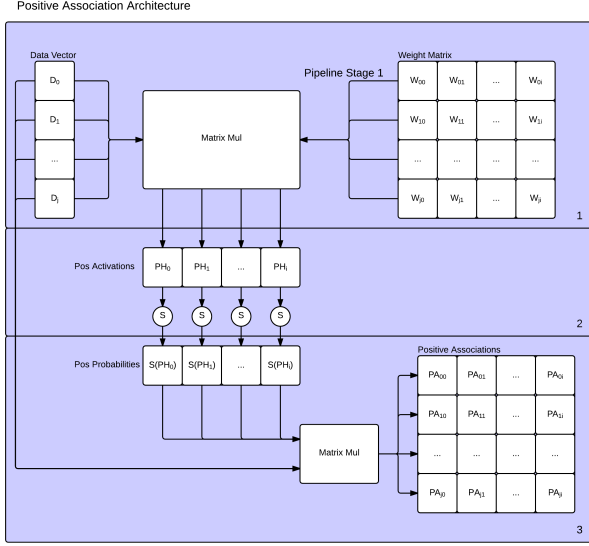 Positive Association Architecture
Data Vector
Weight Matrix
Pipeline Stage 1
D0
D1
...
Dj
Matrix Mul
W00 W01 ... W0i
W10 W11 ... W1i
... ... ... ...
Wj0 Wj1 ... Wji
1
Pos Activations
PH0 PH1 ... PHi
S S S S
2
Pos Probabilities
S(PH0) S(PH1) ... S(PHi)
Positive Associations
PA00 PA01 ... PA0i
PA10 PA11 ... PA1i
... ... ... ...
PAj0 PAj1 ... PAji
Matrix Mul
3